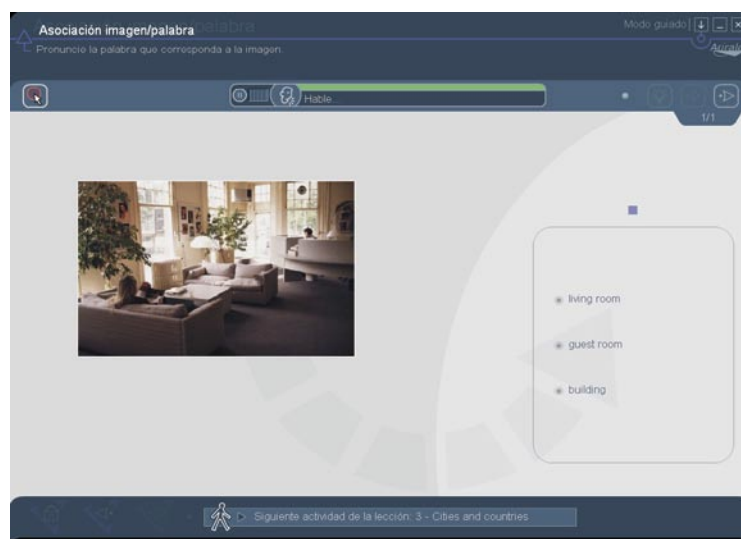 Asociación imagen/palabra
Modo guiado
Pronuncie la palabra que corresponda a la imagen.
Hable...
1/1
living room
guest room
building
Siguiente actividad de la lección: 3 - Cities and countries